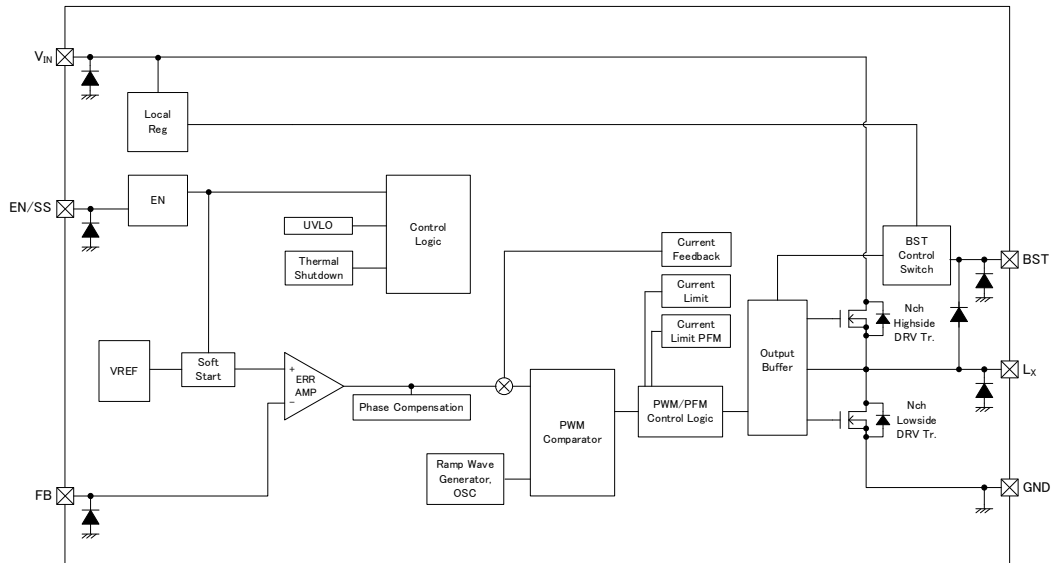 VIN
Local
Reg
EN/SS
EN
UVLO
Thermal
Shutdown
Control
Logic
Current
Feedback
BST
Control
Switch
BST
Current
Limit
Current
Limit PFM
Nch
Highside
DRV Tr.
VREF
Soft
Start
+
ERR
AMP
−
Phase Compensation
Output
Buffer
LX
PWM
Comparator
PWM/PFM
Control Logic
Nch
Lowside
DRV Tr.
Ramp Wave
Generator,
OSC
FB
GND